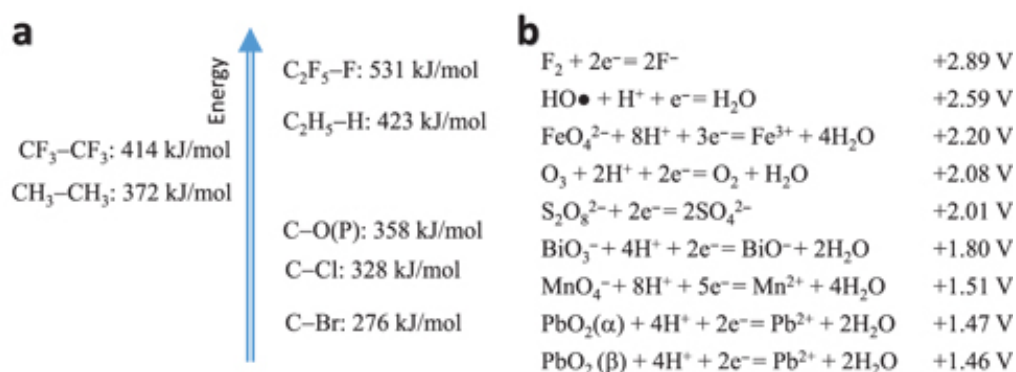 a
Energy
C₂F₅–F: 531 kJ/mol
C₂H₅–H: 423 kJ/mol
CF₃–CF₃: 414 kJ/mol
CH₃–CH₃: 372 kJ/mol
C–O(P): 358 kJ/mol
C–Cl: 328 kJ/mol
C–Br: 276 kJ/mol
b
F₂ + 2e⁻ = 2F⁻ +2.89 V
HO● + H⁺ + e⁻ = H₂O +2.59 V
FeO₄²⁻ + 8H⁺ + 3e⁻ = Fe³⁺ + 4H₂O +2.20 V
O₃ + 2H⁺ + 2e⁻ = O₂ + H₂O +2.08 V
S₂O₈²⁻ + 2e⁻ = 2SO₄²⁻ +2.01 V
BiO₃⁻ + 4H⁺ + 2e⁻ = BiO⁻ + 2H₂O +1.80 V
MnO₄⁻ + 8H⁺ + 5e⁻ = Mn²⁺ + 4H₂O +1.51 V
PbO₂(α) + 4H⁺ + 2e⁻ = Pb²⁺ + 2H₂O +1.47 V
PbO₂ (β) + 4H⁺ + 2e⁻ = Pb²⁺ + 2H₂O +1.46 V